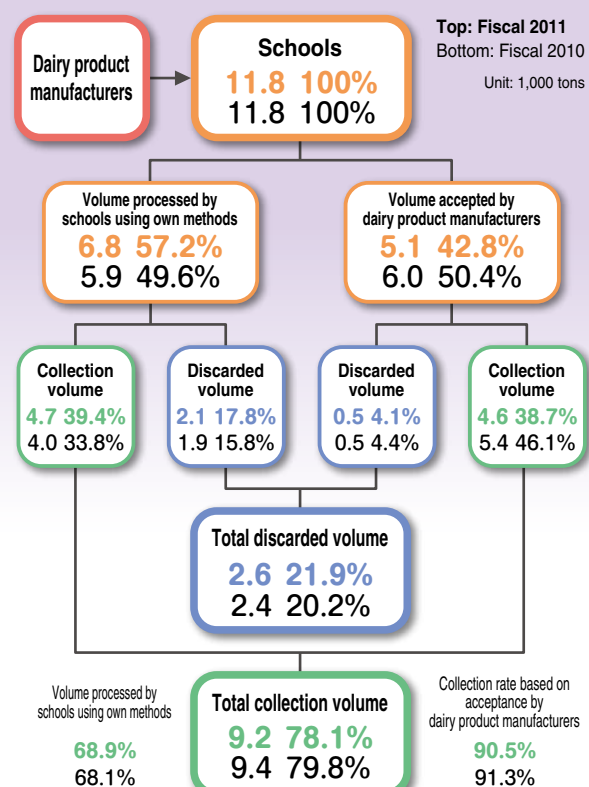 Top: Fiscal 2011
Bottom: Fiscal 2010
Unit: 1,000 tons
Dairy product
manufacturers
Schools
11.8 100%
11.8 100%
Volume processed by
schools using own methods
6.8 57.2%
5.9 49.6%
Volume accepted by
dairy product manufacturers
5.1 42.8%
6.0 50.4%
Collection
volume
4.7 39.4%
4.0 33.8%
Discarded
volume
2.1 17.8%
1.9 15.8%
Discarded
volume
0.5 4.1%
0.5 4.4%
Collection
volume
4.6 38.7%
5.4 46.1%
Total discarded volume
2.6 21.9%
2.4 20.2%
Volume processed by
schools using own methods
68.9%
68.1%
Total collection volume
9.2 78.1%
9.4 79.8%
Collection rate based on
acceptance by
dairy product manufacturers
90.5%
91.3%